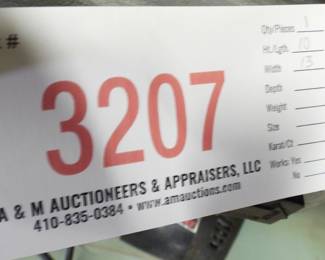 #
3207
A & M AUCTIONEERS & APPRAISERS, LLC
410-835-0384 • www.amauctions.com
Qty/Pieces 1
Ht./Lgth. 10
Width 13
Depth
Weight
Size
Karat/Ct
Works: Yes
No